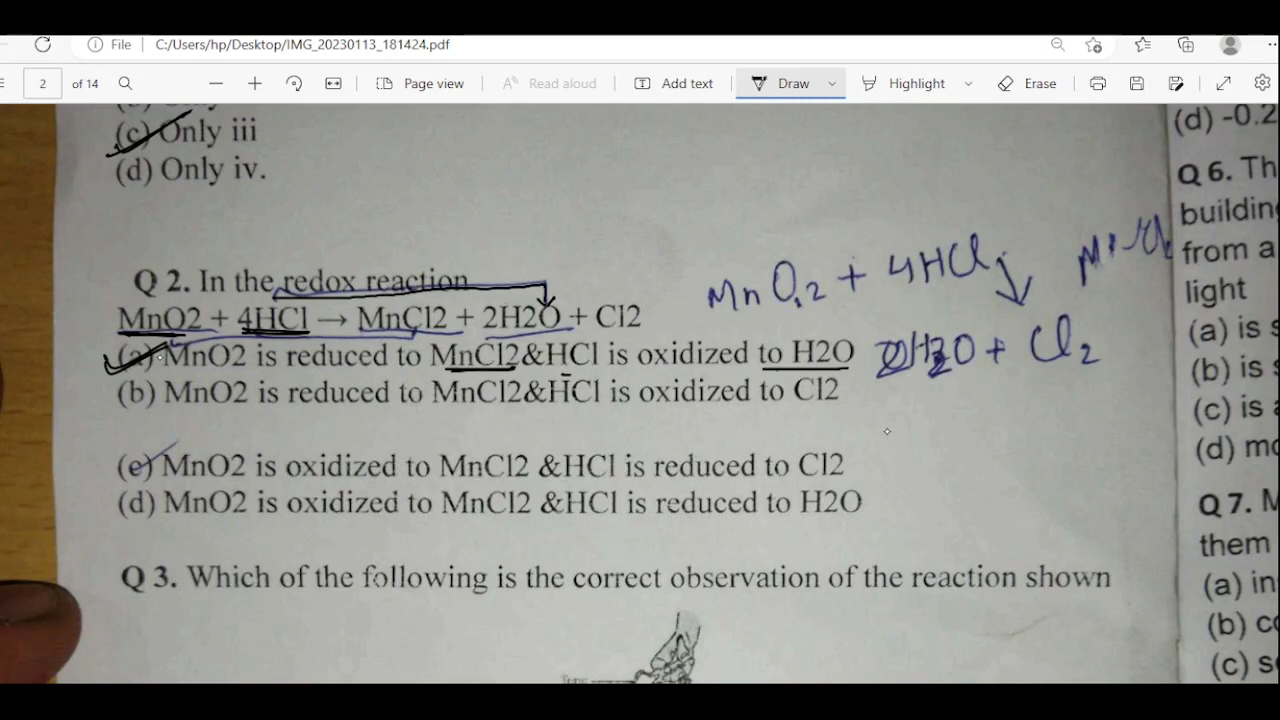 File C:/Users/hp/Desktop/IMG_20230113_181424.pdf
2 of 14 Page view Read aloud Add text Draw Highlight Erase
(c) Only iii
(d) Only iv.
Q 2. In the redox reaction
MnO2 + 4HCl → MnCl2 + 2H2O + Cl2
(a) MnO2 is reduced to MnCl2&HCl is oxidized to H2O
(b) MnO2 is reduced to MnCl2&HCl is oxidized to Cl2
(c) MnO2 is oxidized to MnCl2 &HCl is reduced to Cl2
(d) MnO2 is oxidized to MnCl2 &HCl is reduced to H2O
Q 3. Which of the following is the correct observation of the reaction shown
MnO2 + 4HCl
2H2O + Cl2
(d) -0.2
Q 6. Th
building
from a
light
(a) is s
(b) is s
(c) is a
(d) mo
Q 7. M
them
(a) in
(b) co
(c) so